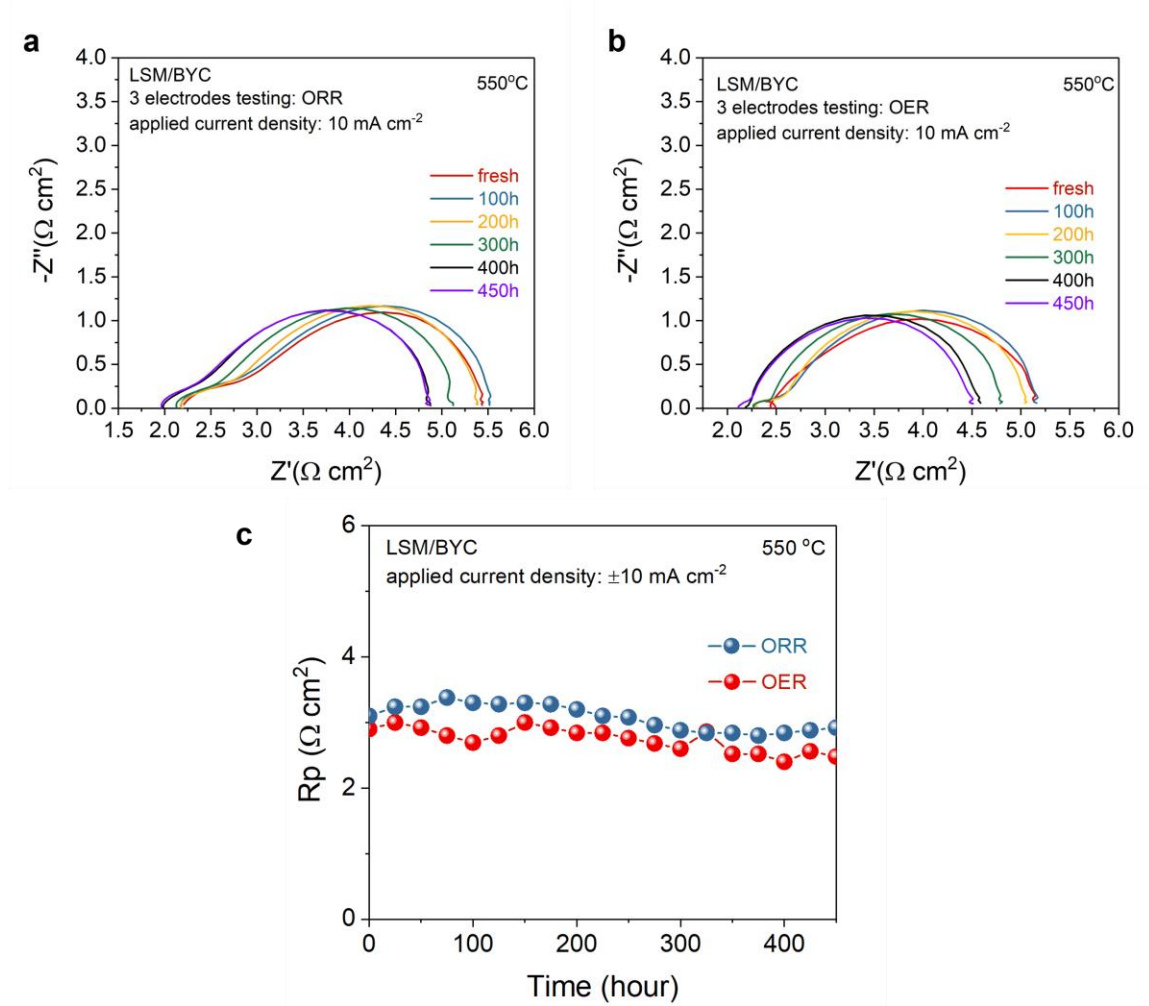 a
4.0
3.5
3.0
2.5
2.0
1.5
1.0
0.5
0.0
-Z''(Ω cm²)
LSM/BYC
550°C
3 electrodes testing: ORR
applied current density: 10 mA cm⁻²
fresh
100h
200h
300h
400h
450h
1.5 2.0 2.5 3.0 3.5 4.0 4.5 5.0 5.5 6.0
Z'(Ω cm²)
b
4.0
3.5
3.0
2.5
2.0
1.5
1.0
0.5
0.0
-Z''(Ω cm²)
LSM/BYC
550°C
3 electrodes testing: OER
applied current density: 10 mA cm⁻²
fresh
100h
200h
300h
400h
450h
2.0 2.5 3.0 3.5 4.0 4.5 5.0 5.5 6.0
Z'(Ω cm²)
c
6
4
2
0
Rp (Ω cm²)
LSM/BYC
550 °C
applied current density: ±10 mA cm⁻²
ORR
OER
0 100 200 300 400
Time (hour)